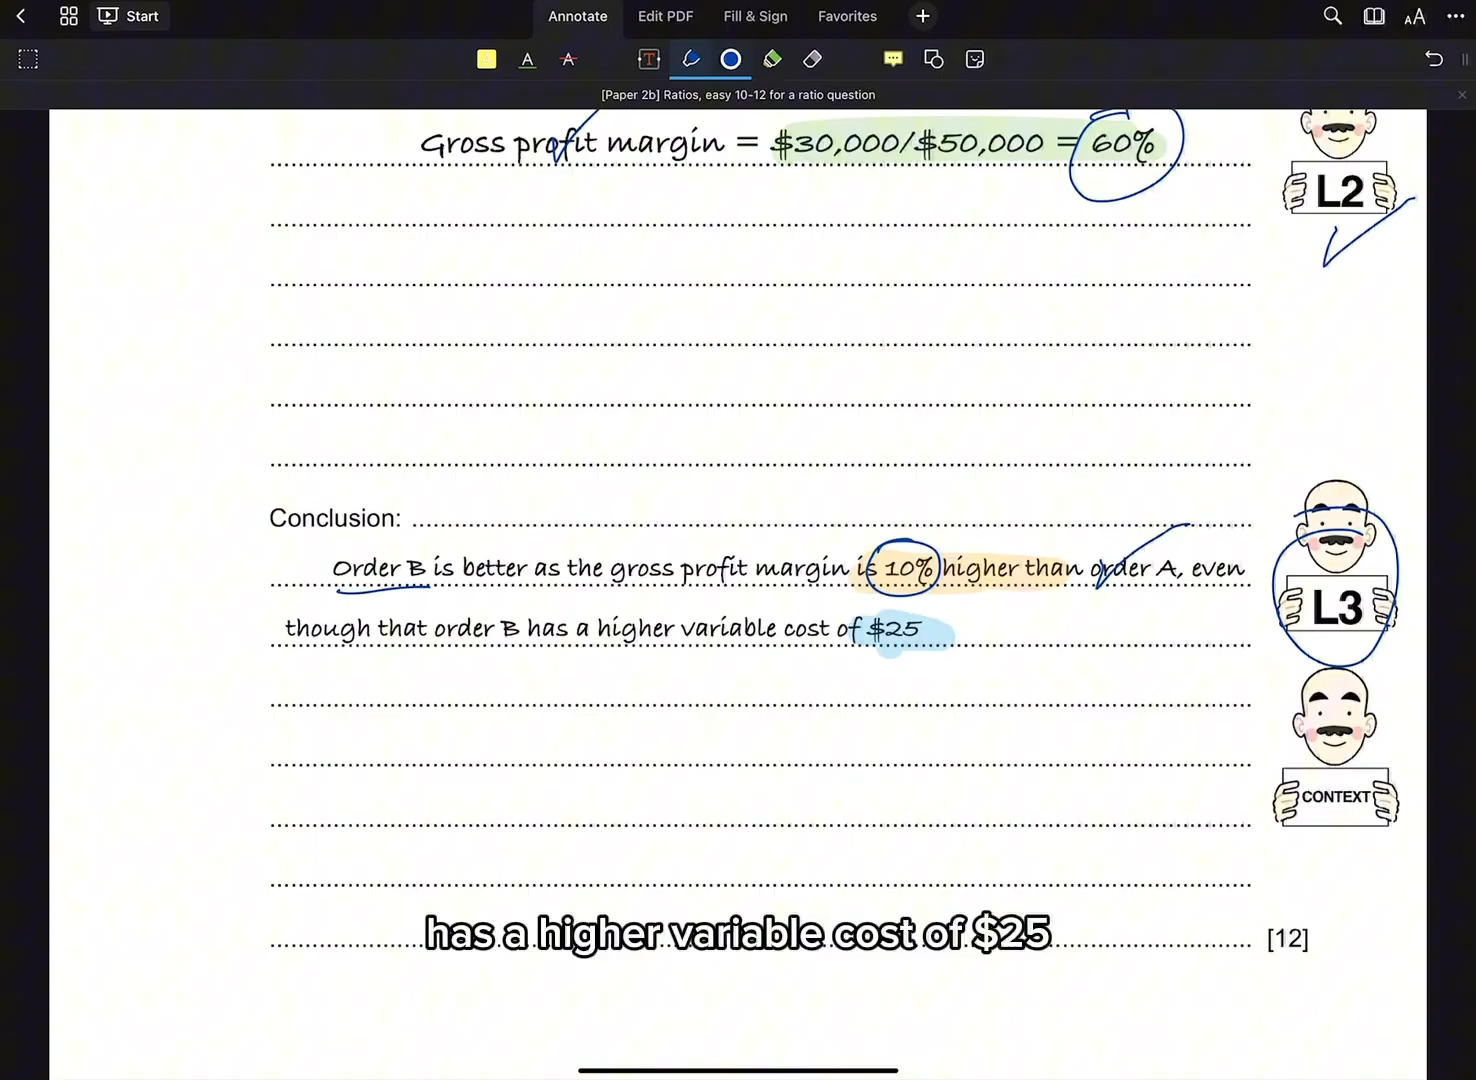 Start
Annotate
Edit PDF
Fill & Sign
Favorites
AA
A
A
T
[Paper 2b] Ratios, easy 10-12 for a ratio question
Gross profit margin = $30,000/$50,000 = 60%
L2
Conclusion:
Order B is better as the gross profit margin is 10% higher than order A, even
though that order B has a higher variable cost of $25
L3
CONTEXT
has a higher variable cost of $25
[12]